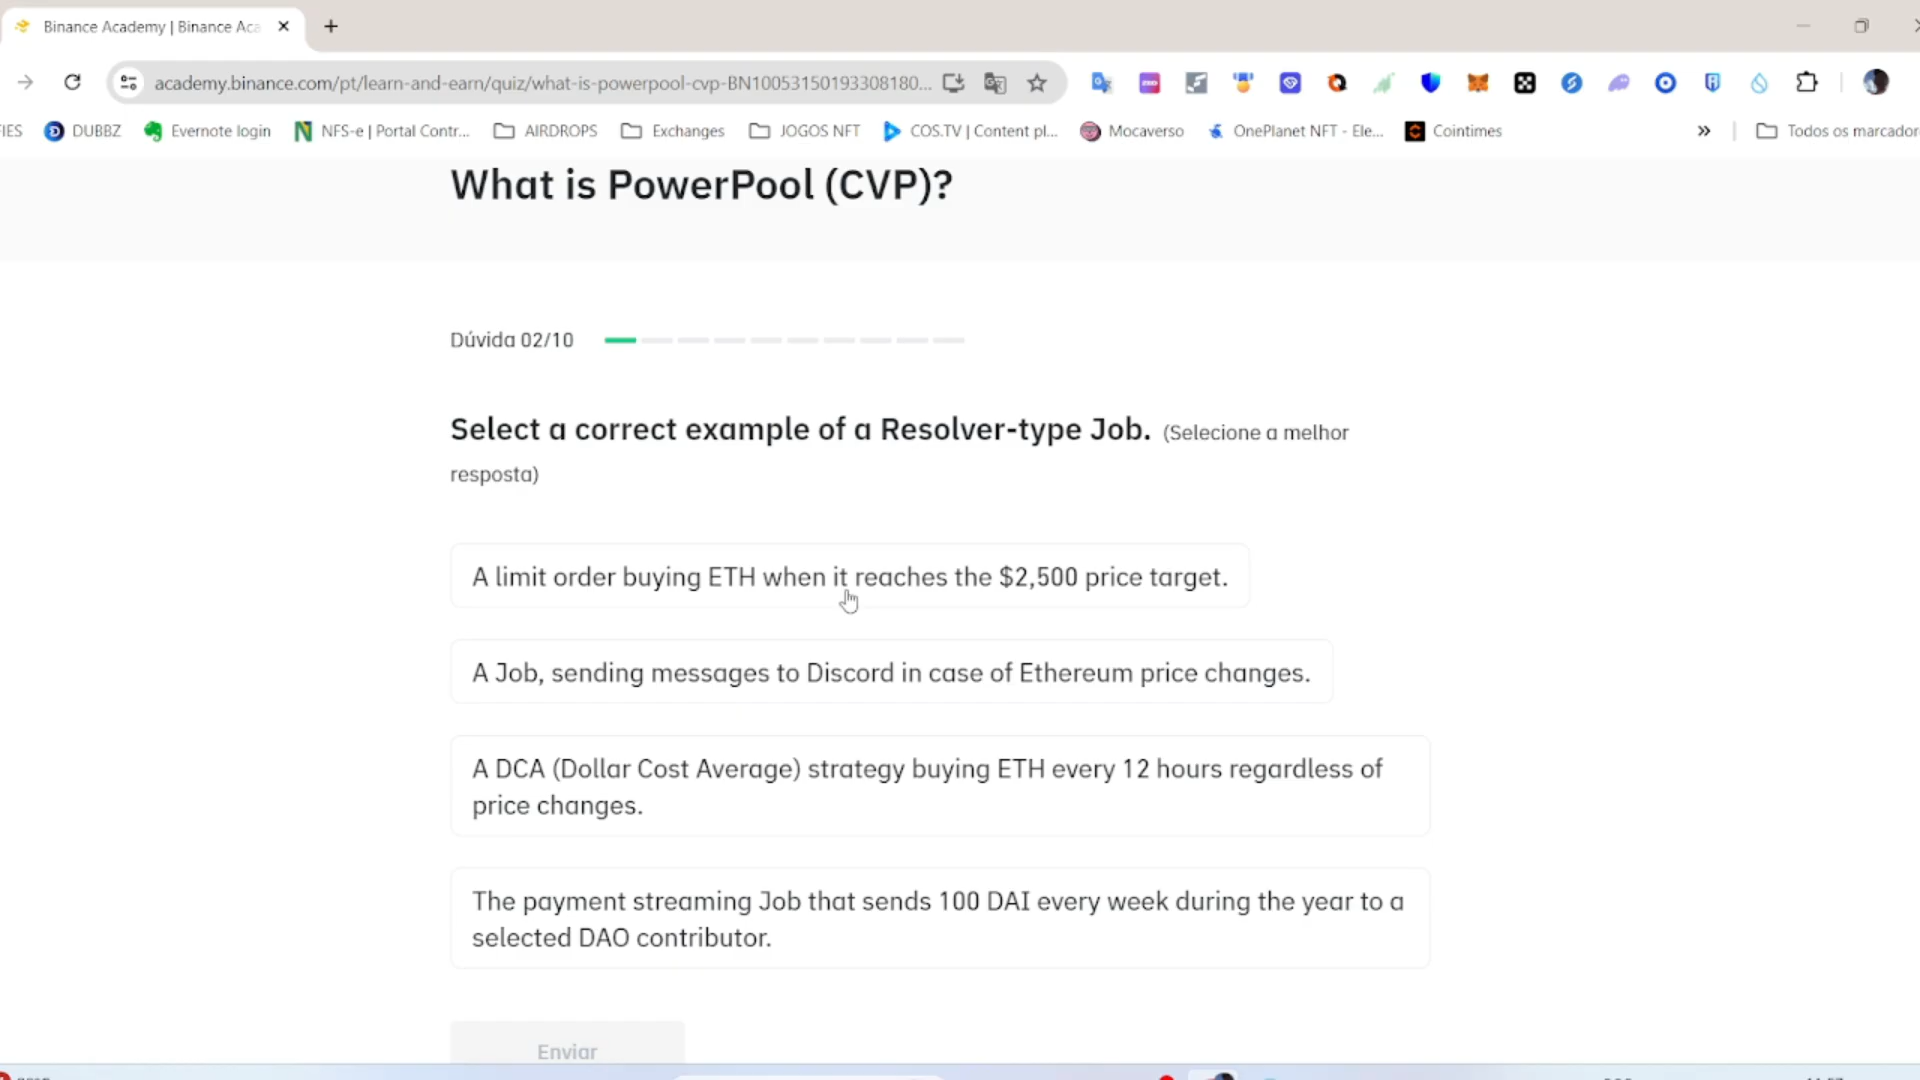 Binance Academy | Binance Aca
academy.binance.com/pt/learn-and-earn/quiz/what-is-powerpool-cvp-BN10053150193308180...
IES DUBBZ Evernote login NFS-e | Portal Contr... AIRDROPS Exchanges JOGOS NFT COS.TV | Content pl... Mocaverso OnePlanet NFT - Ele... Cointimes » Todos os marcador
What is PowerPool (CVP)?
Dúvida 02/10
Select a correct example of a Resolver-type Job. (Selecione a melhor
resposta)
A limit order buying ETH when it reaches the $2,500 price target.
A Job, sending messages to Discord in case of Ethereum price changes.
A DCA (Dollar Cost Average) strategy buying ETH every 12 hours regardless of
price changes.
The payment streaming Job that sends 100 DAI every week during the year to a
selected DAO contributor.
Enviar